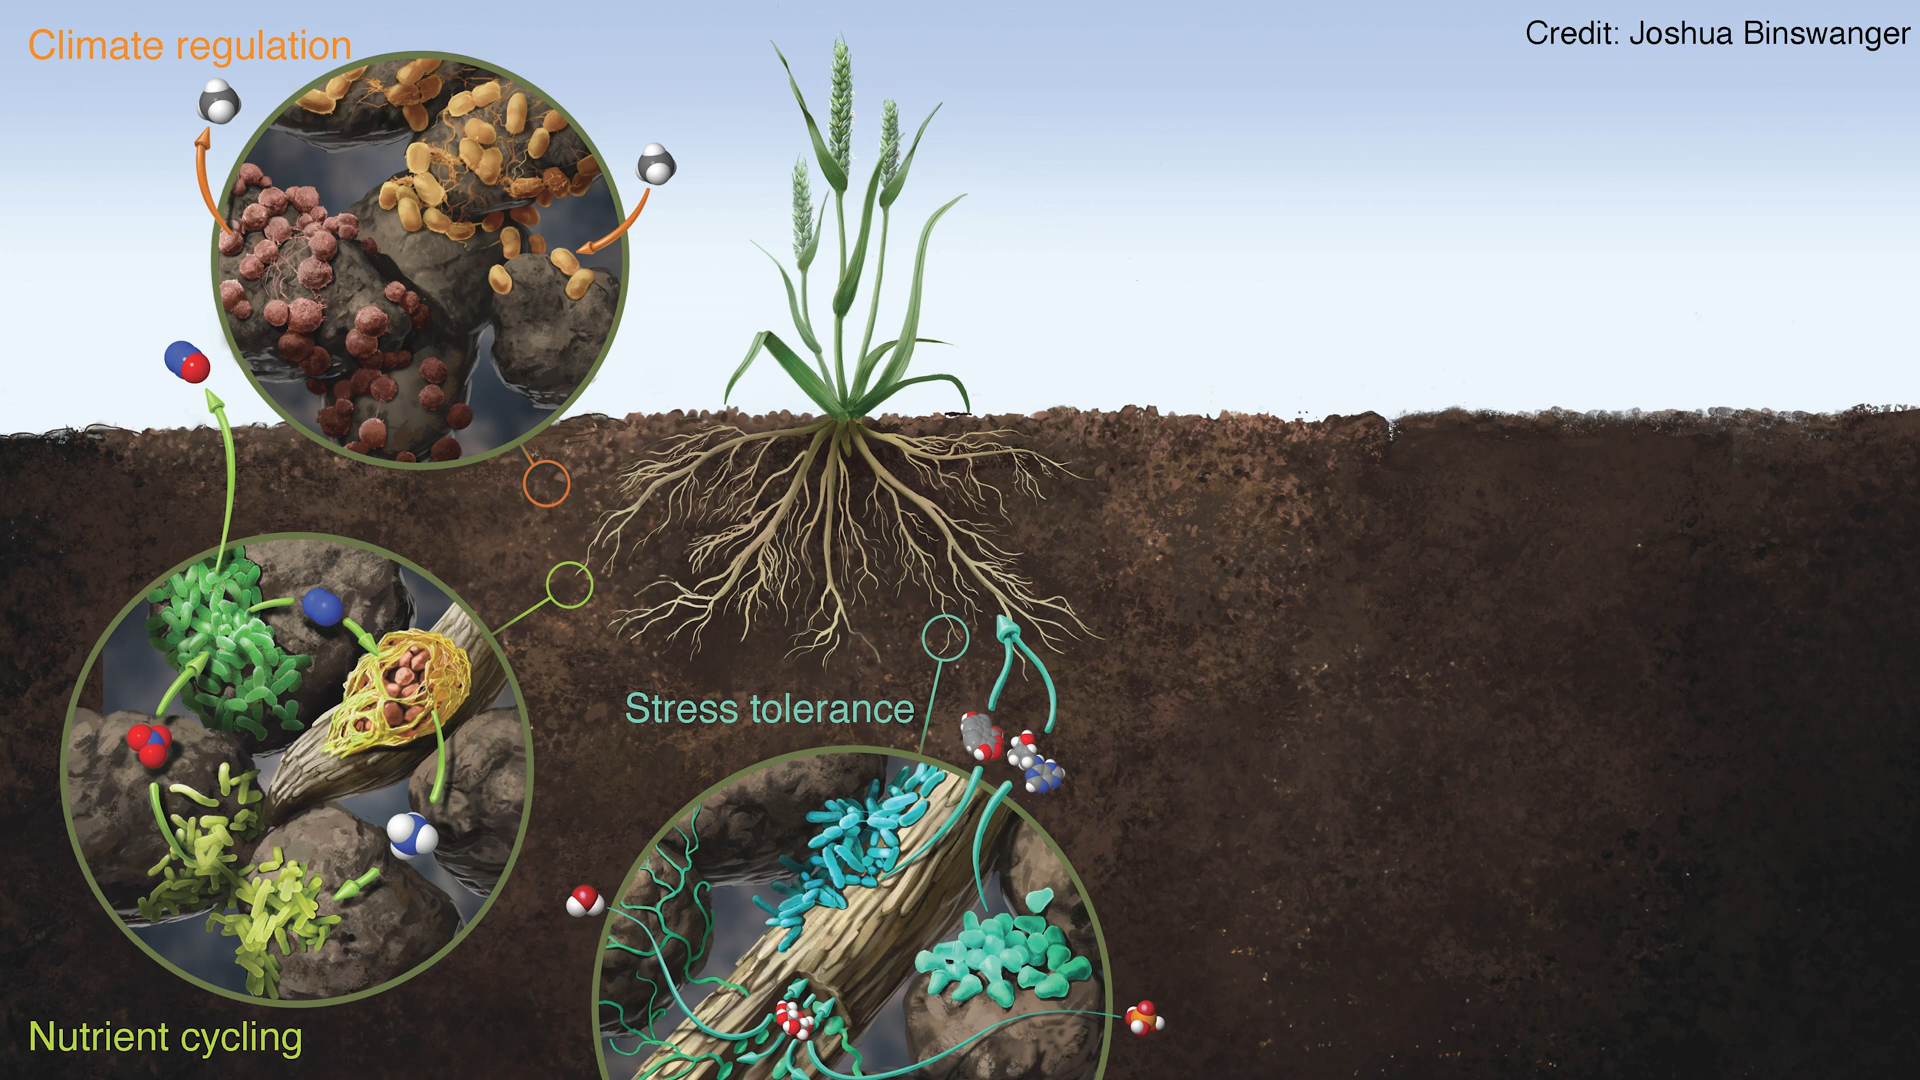 Climate regulation
Credit: Joshua Binswanger
Stress tolerance
Nutrient cycling